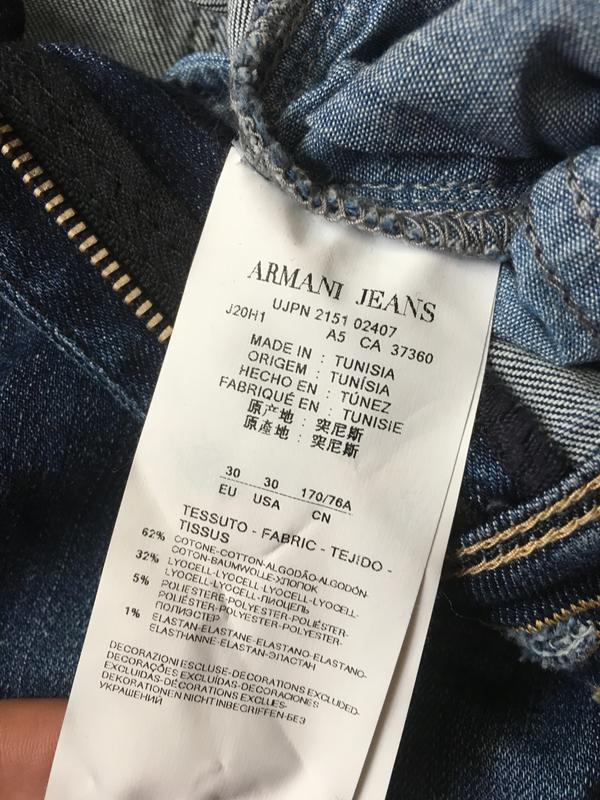 ARMANI JEANS
UJPN 2151 02407
J20H1 A5 CA 37360
MADE IN : TUNISIA
ORIGEM : TUNÍSIA
HECHO EN : TÚNEZ
FABRIQUÉ EN : TUNISIE
原产地 : 突尼斯
原產地 : 突尼斯
30 30 170/76A
EU USA CN
TESSUTO - FABRIC - TEJIDO -
TISSUS
62% COTONE-COTTON-ALGODÃO-ALGODÓN-
COTON-BAUMWOLLE-ХЛОПОК
32% LYOCELL-LYOCELL-LYOCELL-LYOCELL-
LYOCELL-LYOCELL-ЛИОЦЕЛЬ
5% POLIESTERE-POLYESTER-POLIÉSTER-
POLIÉSTER-POLYESTER-POLYESTER-
ПОЛИЭСТЕР
1% ELASTAN-ELASTANE-ELASTANO-ELASTANO-
ELASTHANNE-ELASTAN-ЭЛАСТАН
DECORAZIONI ESCLUSE-DECORATIONS EXCLUDED-
DECORAÇÕES EXCLUÍDAS-DECORACIONES
EXCLUIDAS-DÉCORATIONS EXCLUES-
DEKORATIONEN NICHT INBEGRIFFEN-БЕЗ
УКРАШЕНИЙ